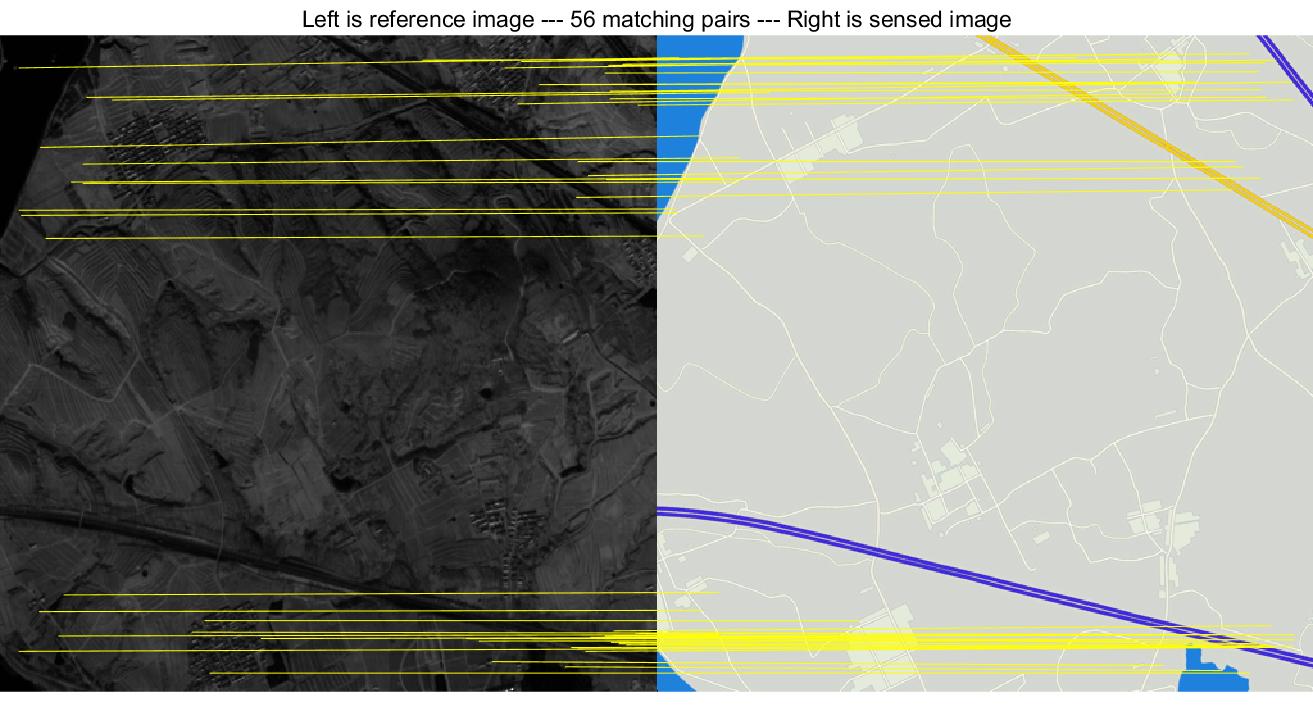 Left is reference image --- 56 matching pairs --- Right is sensed image